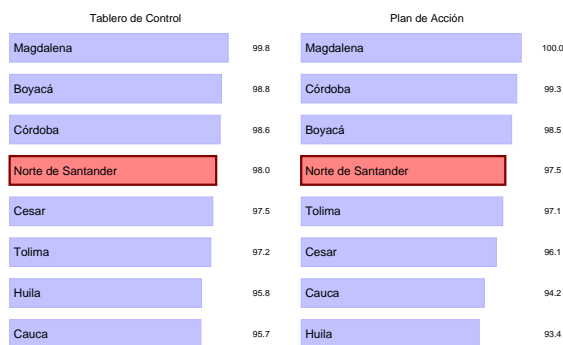 Tablero de Control
Magdalena 99.8
Boyacá 98.8
Córdoba 98.6
Norte de Santander 98.0
Cesar 97.5
Tolima 97.2
Huila 95.8
Cauca 95.7
Plan de Acción
Magdalena 100.0
Córdoba 99.3
Boyacá 98.5
Norte de Santander 97.5
Tolima 97.1
Cesar 96.1
Cauca 94.2
Huila 93.4